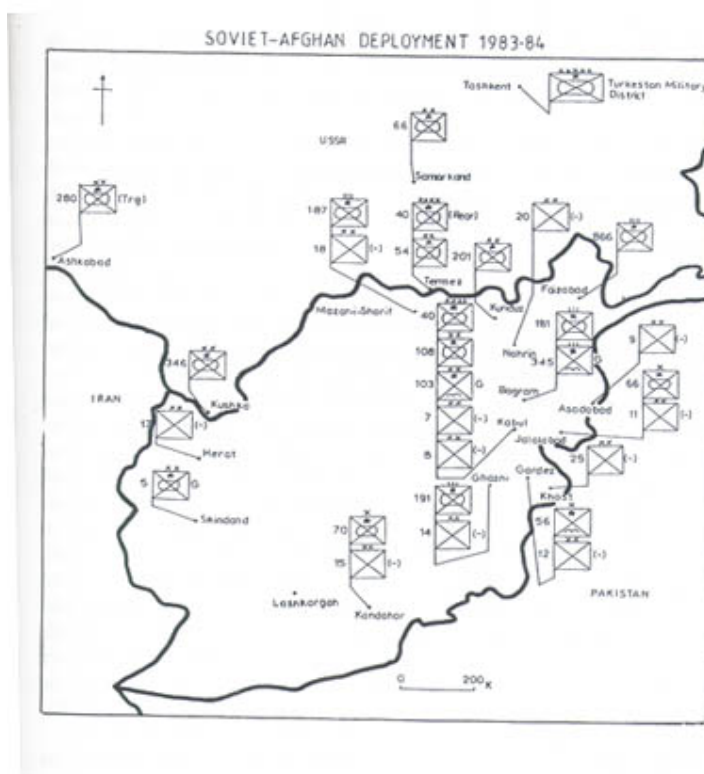 SOVIET-AFGHAN DEPLOYMENT 1983-84
Tashkent
Turkestan Military
District
66
USSR
Samarkand
280
(Trg)
Ashkabad
187
18
(-)
40
(Rear)
54
Termez
201
20
(-)
866
Faizabad
Mazari-Sharif
Kunduz
Nahrin
40
108
103
G
7
(-)
8
(-)
Kabul
181
345
G
Bagram
9
(-)
Asadabad
66
11
(-)
Jalalabad
346
Kushka
IRAN
17
(-)
Herat
5
G
Skindand
Ghazni
191
14
(-)
Gardez
25
(-)
Khost
56
12
(-)
70
15
(-)
Lashkargah
Kandahar
PAKISTAN
0
200
K